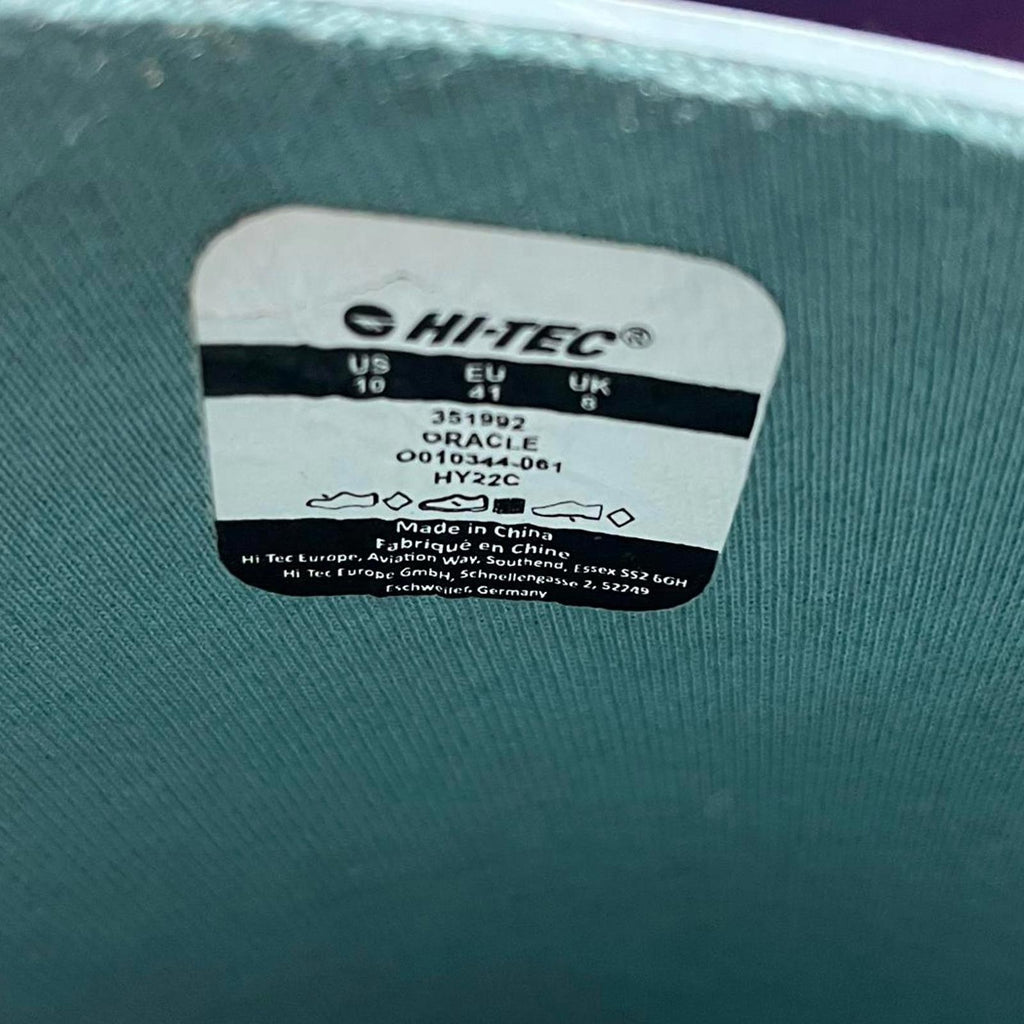 HI-TEC®
US EU UK
10 41 8
351992
ORACLE
O010344-061
HY22C
Made in China
Fabriqué en Chine
Hi Tec Europe, Aviation Way, Southend, Essex SS2 6GH
Hi Tec Europe GmbH, Schnellengasse 2, 52249
Eschweiler, Germany